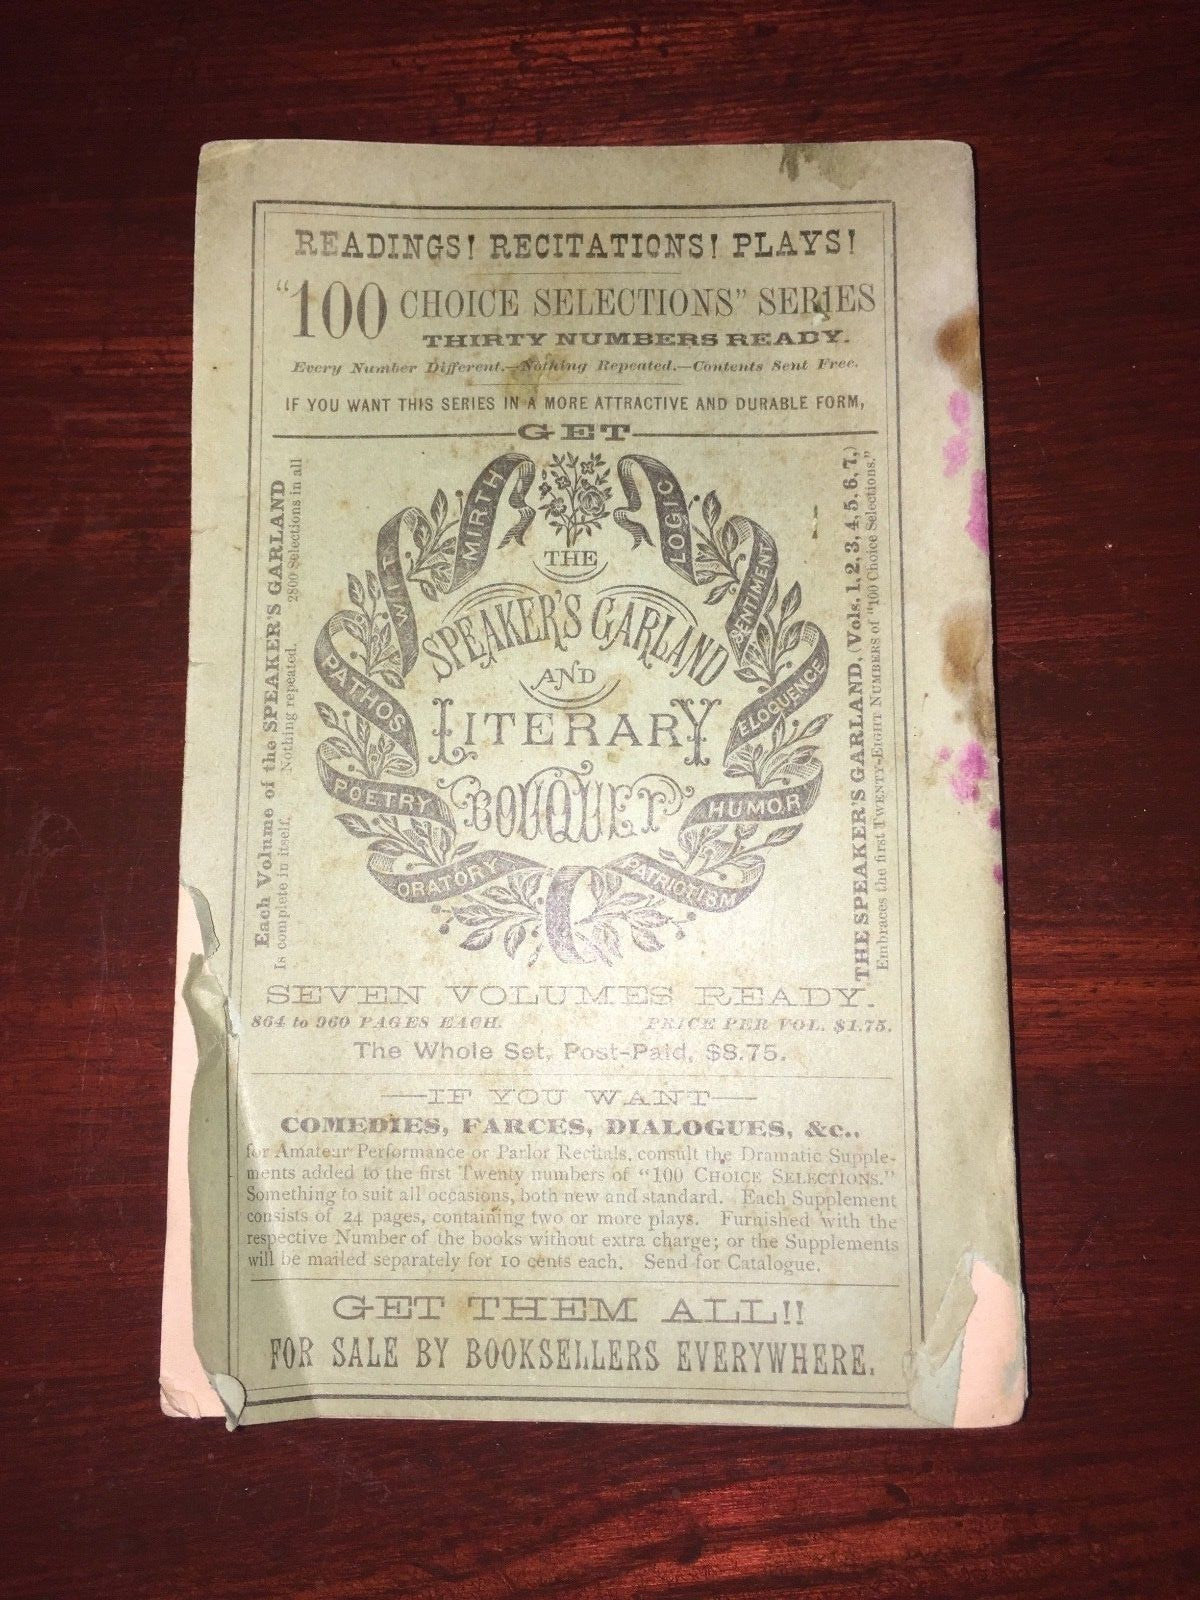 READINGS! RECITATIONS! PLAYS!
"100 CHOICE SELECTIONS" SERIES
THIRTY NUMBERS READY.
Every Number Different.—Nothing Repeated.—Contents Sent Free.
IF YOU WANT THIS SERIES IN A MORE ATTRACTIVE AND DURABLE FORM,
GET
Each Volume of the SPEAKER'S GARLAND
Is complete in itself. Nothing repeated. 2800 Selections in all
MIRTH
LOGIC
WIT
SENTIMENT
PATHOS
ELOQUENCE
POETRY
HUMOR
ORATORY
PATRIOTISM
THE
SPEAKER'S GARLAND
AND
LITERARY
BOUQUET
THE SPEAKER'S GARLAND, (Vols. 1, 2, 3, 4, 5, 6, 7,)
Embraces the first TWENTY-EIGHT NUMBERS of "100 Choice Selections."
SEVEN VOLUMES READY.
864 to 960 PAGES EACH. PRICE PER VOL. $1.75.
The Whole Set, Post-Paid, $8.75.
—IF YOU WANT—
COMEDIES, FARCES, DIALOGUES, &c.,
for Amateur Performance or Parlor Recitals, consult the Dramatic Supple-
ments added to the first Twenty numbers of "100 CHOICE SELECTIONS."
Something to suit all occasions, both new and standard. Each Supplement
consists of 24 pages, containing two or more plays. Furnished with the
respective Number of the books without extra charge; or the Supplements
will be mailed separately for 10 cents each. Send for Catalogue.
GET THEM ALL!!
FOR SALE BY BOOKSELLERS EVERYWHERE.